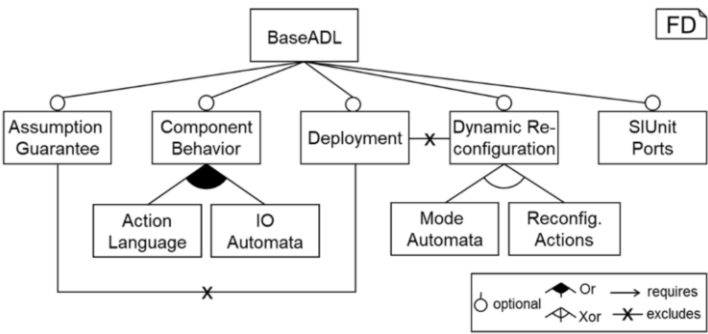 BaseADL
FD
Assumption
Guarantee
Component
Behavior
Deployment
X
Dynamic Re-
configuration
SIUnit
Ports
Action
Language
IO
Automata
Mode
Automata
Reconfig.
Actions
X
optional
Or
Xor
requires
X
excludes